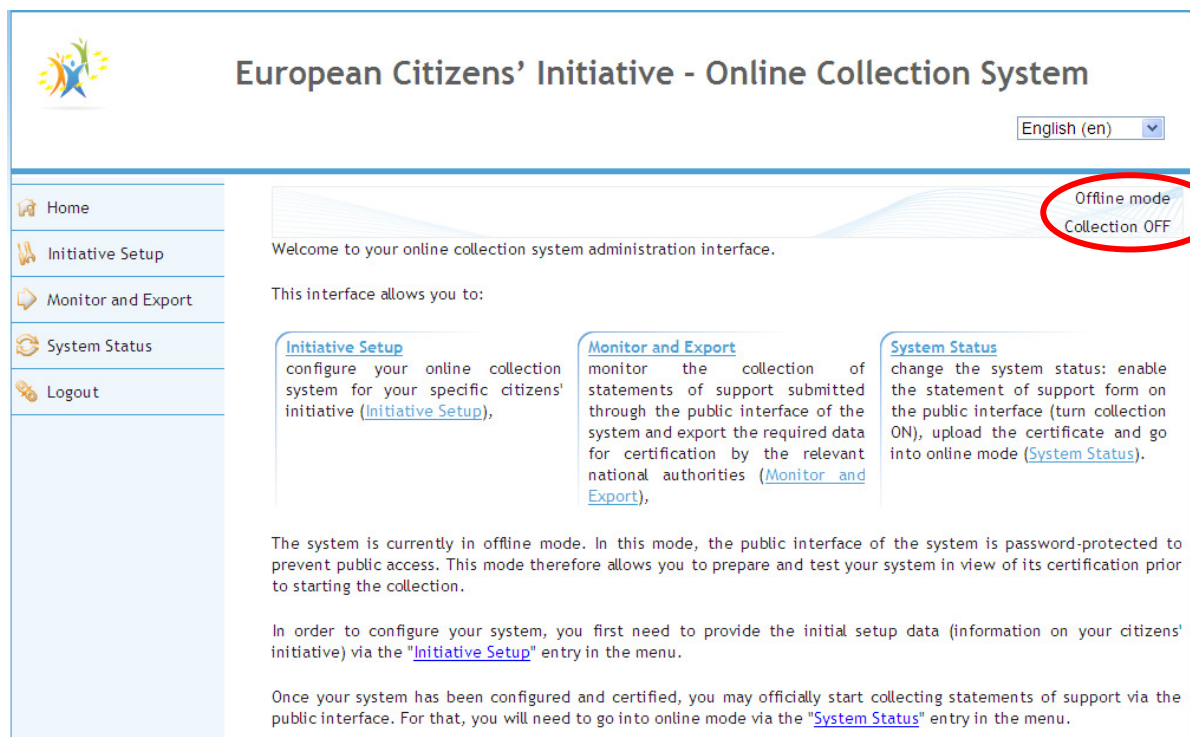 European Citizens’ Initiative - Online Collection System
English (en)
Home
Initiative Setup
Monitor and Export
System Status
Logout
Offline mode
Collection OFF
Welcome to your online collection system administration interface.
This interface allows you to:
Initiative Setup
configure your online collection
system for your specific citizens'
initiative (Initiative Setup),
Monitor and Export
monitor the collection of
statements of support submitted
through the public interface of the
system and export the required data
for certification by the relevant
national authorities (Monitor and
Export),
System Status
change the system status: enable
the statement of support form on
the public interface (turn collection
ON), upload the certificate and go
into online mode (System Status).
The system is currently in offline mode. In this mode, the public interface of the system is password-protected to
prevent public access. This mode therefore allows you to prepare and test your system in view of its certification prior
to starting the collection.
In order to configure your system, you first need to provide the initial setup data (information on your citizens'
initiative) via the "Initiative Setup" entry in the menu.
Once your system has been configured and certified, you may officially start collecting statements of support via the
public interface. For that, you will need to go into online mode via the "System Status" entry in the menu.